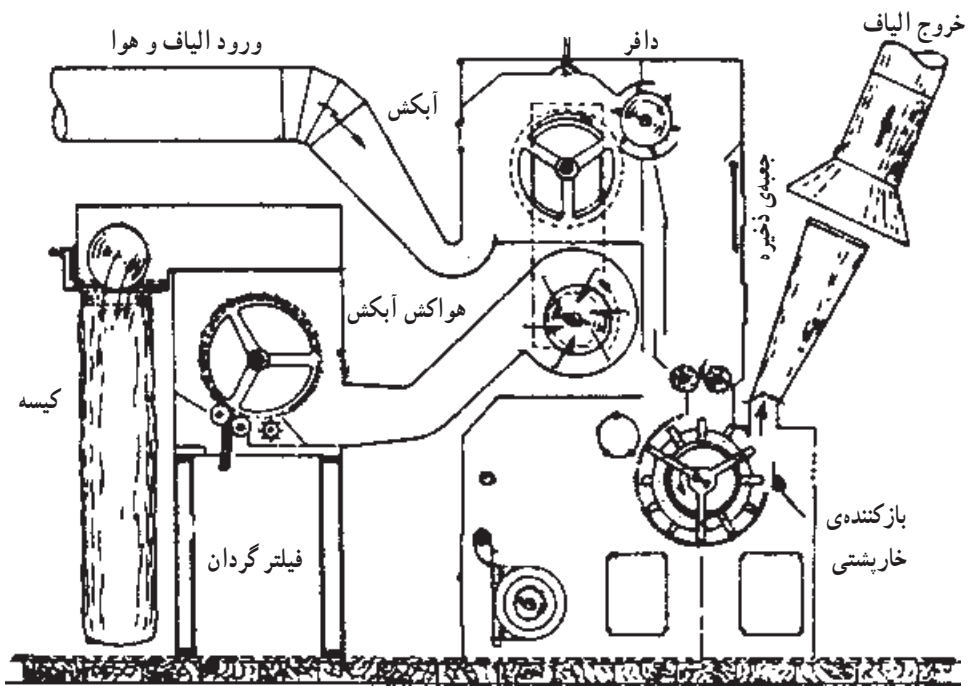 خروج الیاف
دافر
ورود الیاف و هوا
آبکش
جعبه‌ی ذخیره
هواکش آبکش
کیسه
بازکننده‌ی
خارپشتی
فیلتر گردان